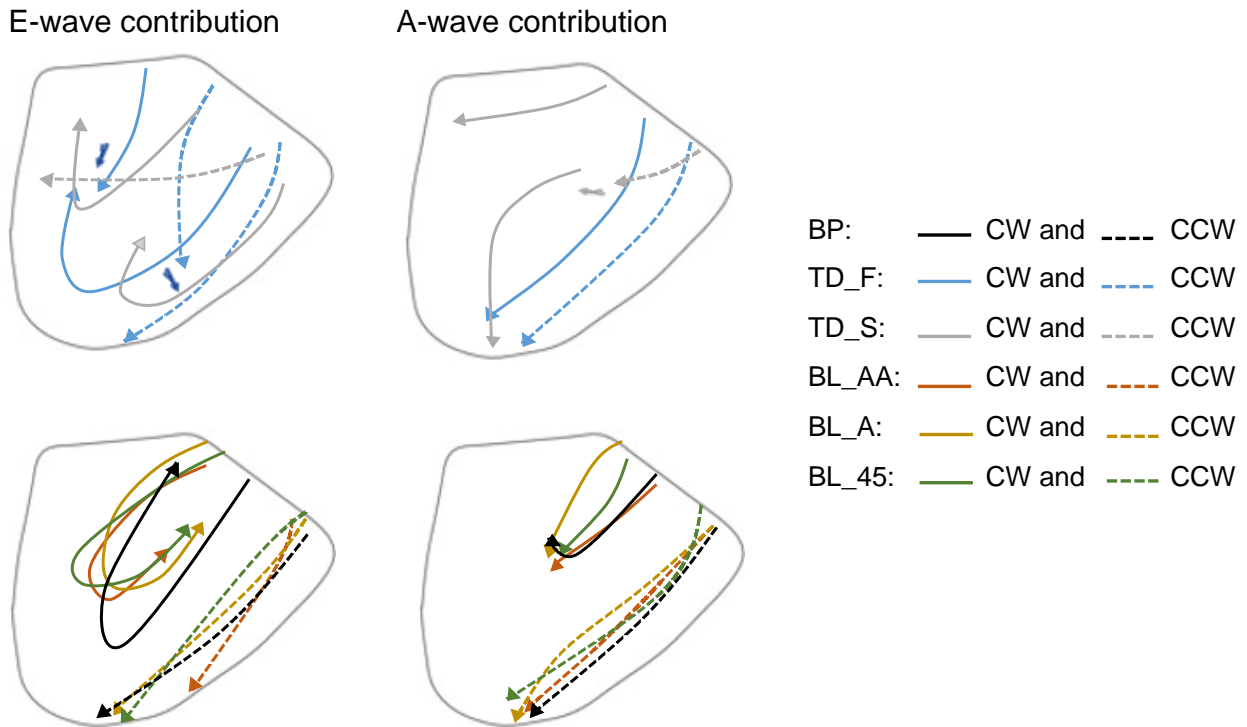 E-wave contribution
A-wave contribution
BP: CW and CCW
TD_F: CW and CCW
TD_S: CW and CCW
BL_AA: CW and CCW
BL_A: CW and CCW
BL_45: CW and CCW